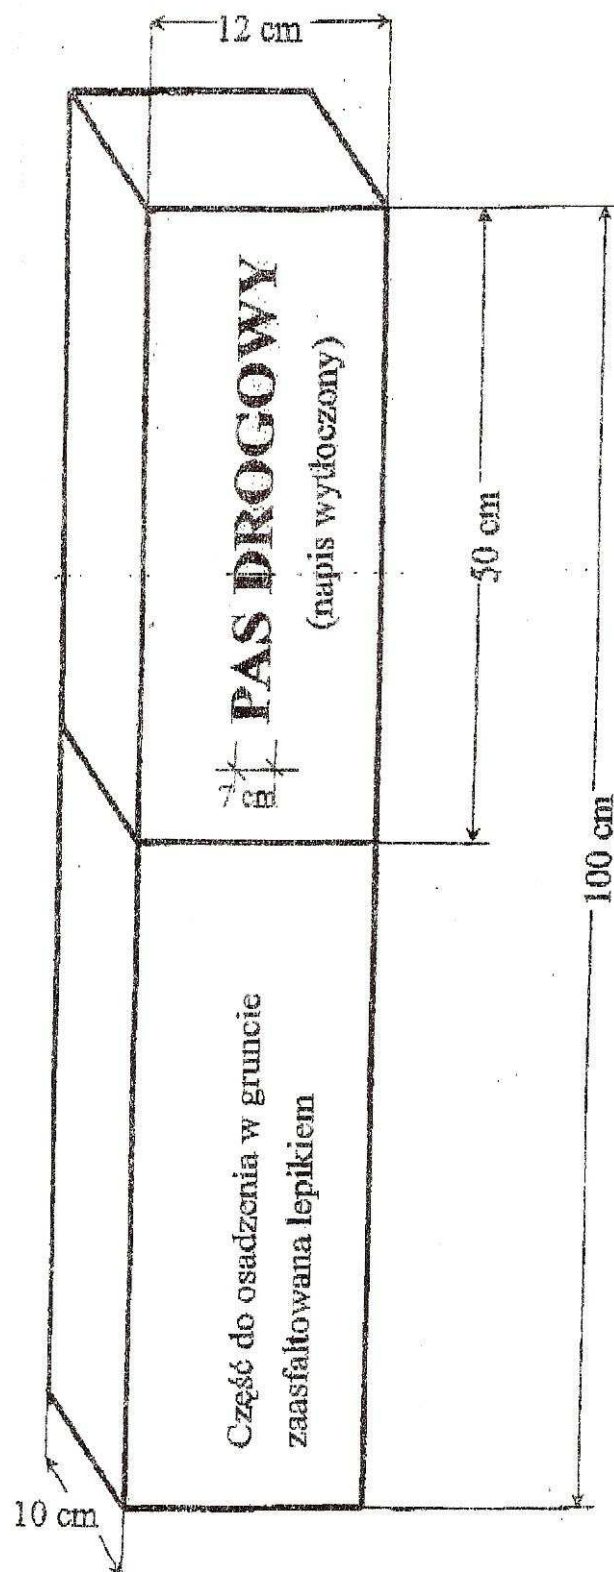 12 cm
PAS DROGOWY
(napis wytłoczony)
7 cm
50 cm
100 cm
Część do osadzenia w gruncie
zaasfaltowana lepikiem
10 cm